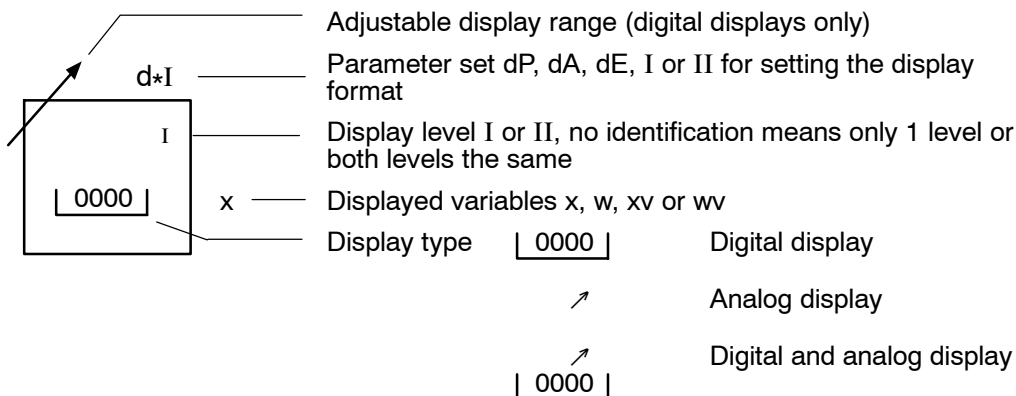 Adjustable display range (digital displays only)
d*I
Parameter set dP, dA, dE, I or II for setting the display
format
I
Display level I or II, no identification means only 1 level or
both levels the same
0000
x
Displayed variables x, w, xv or wv
Display type
0000
Digital display
Analog display
Digital and analog display
0000